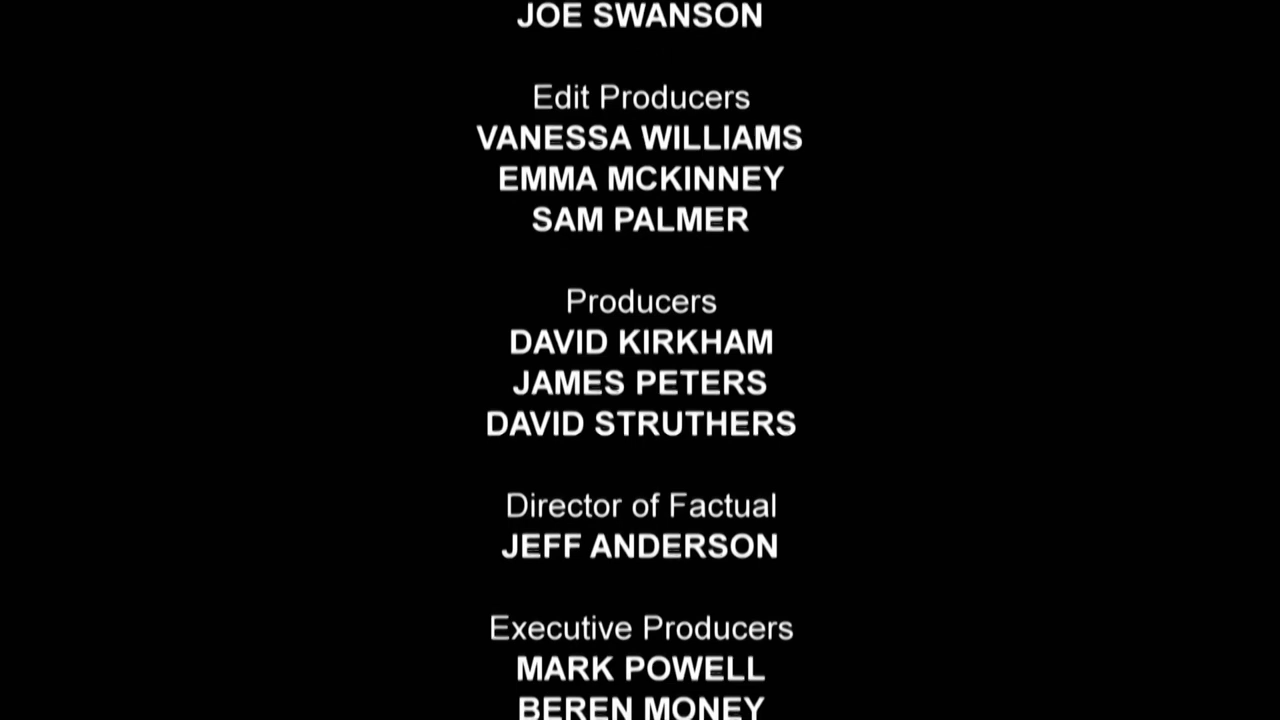 JOE SWANSON
Edit Producers
VANESSA WILLIAMS
EMMA MCKINNEY
SAM PALMER
Producers
DAVID KIRKHAM
JAMES PETERS
DAVID STRUTHERS
Director of Factual
JEFF ANDERSON
Executive Producers
MARK POWELL
BEREN MONEY